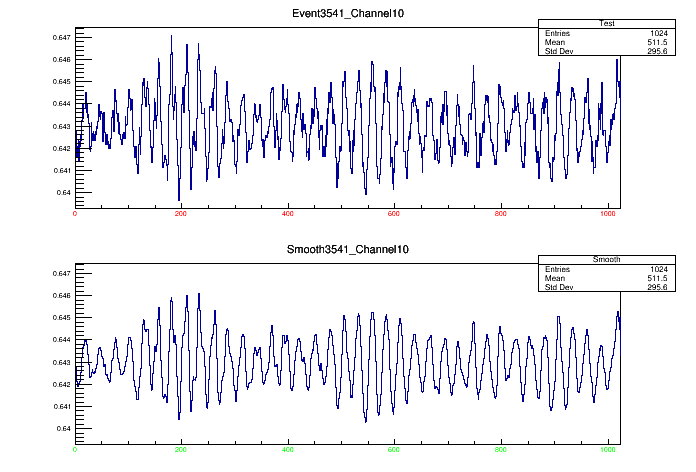 Event3541_Channel10
Test
Entries 1024
Mean 511.5
Std Dev 295.6
0.647
0.646
0.645
0.644
0.643
0.642
0.641
0.64
0 200 400 600 800 1000
Smooth3541_Channel10
Smooth
Entries 1024
Mean 511.5
Std Dev 295.6
0.647
0.646
0.645
0.644
0.643
0.642
0.641
0.64
0 200 400 600 800 1000